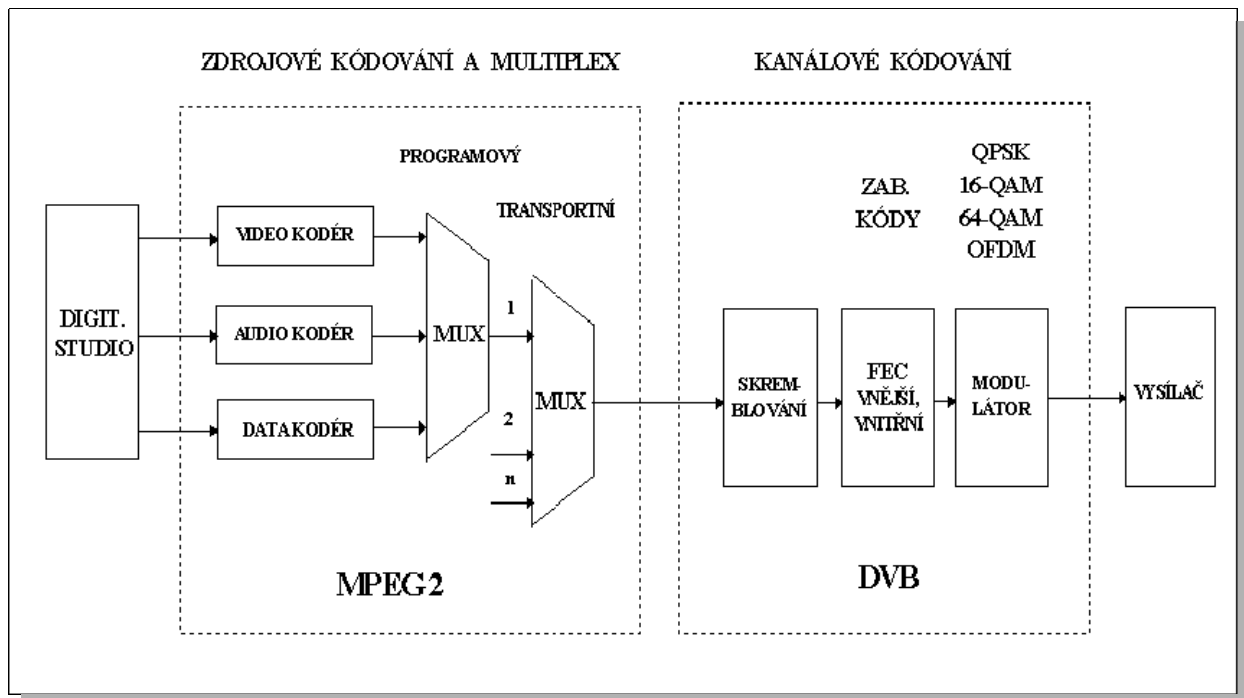 ZDROJOVÉ KÓDOVÁNÍ A MULTIPLEX
KANÁLOVÉ KÓDOVÁNÍ
PROGRAMOVÝ
TRANSPORTNÍ
DIGIT.
STUDIO
VIDEO KODÉR
AUDIO KODÉR
DATA KODÉR
MUX
1
2
n
MUX
MPEG2
ZAB.
KÓDY
QPSK
16-QAM
64-QAM
OFDM
SKREM-
BLOVÁNÍ
FEC
VNĚJŠÍ,
VNITŘNÍ
MODU-
LÁTOR
DVB
VYSÍLAČ